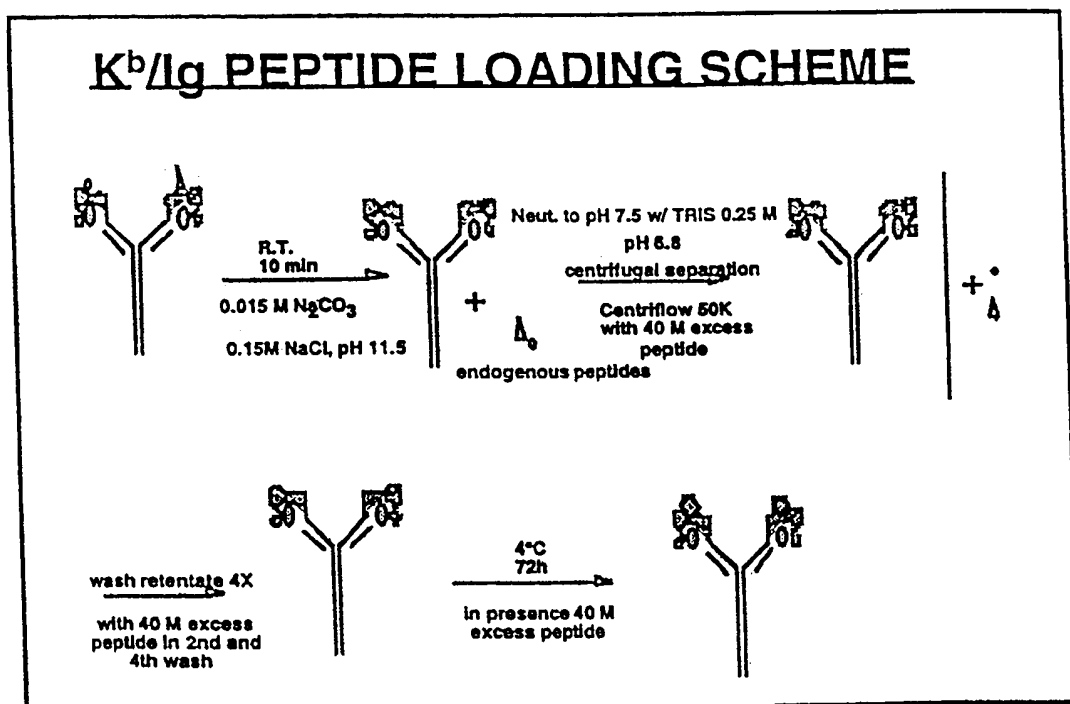 Kᵇ/Ig PEPTIDE LOADING SCHEME
R.T.
10 min
0.015 M N₂CO₃
0.15M NaCl, pH 11.5
+
endogenous peptides
Neut. to pH 7.5 w/ TRIS 0.25 M
pH 6.8
centrifugal separation
Centriflow 50K
with 40 M excess
peptide
+
wash retentate 4X
with 40 M excess
peptide in 2nd and
4th wash
4°C
72h
in presence 40 M
excess peptide